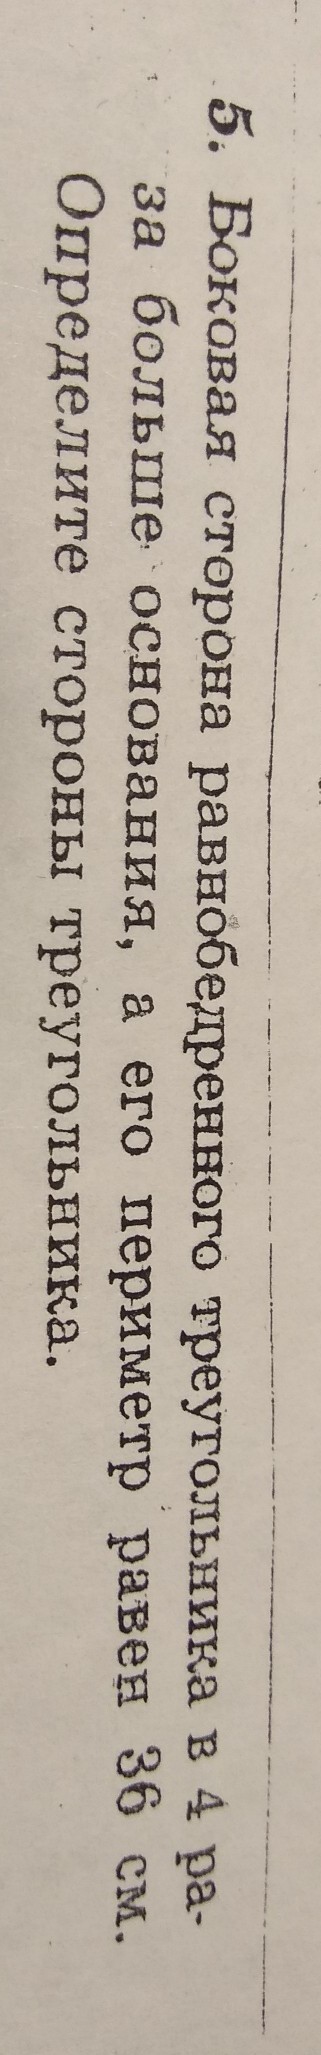 5. Боковая сторона равнобедренного треугольника в 4 ра-
за больше основания, а его периметр равен 36 см.
Определите стороны треугольника.